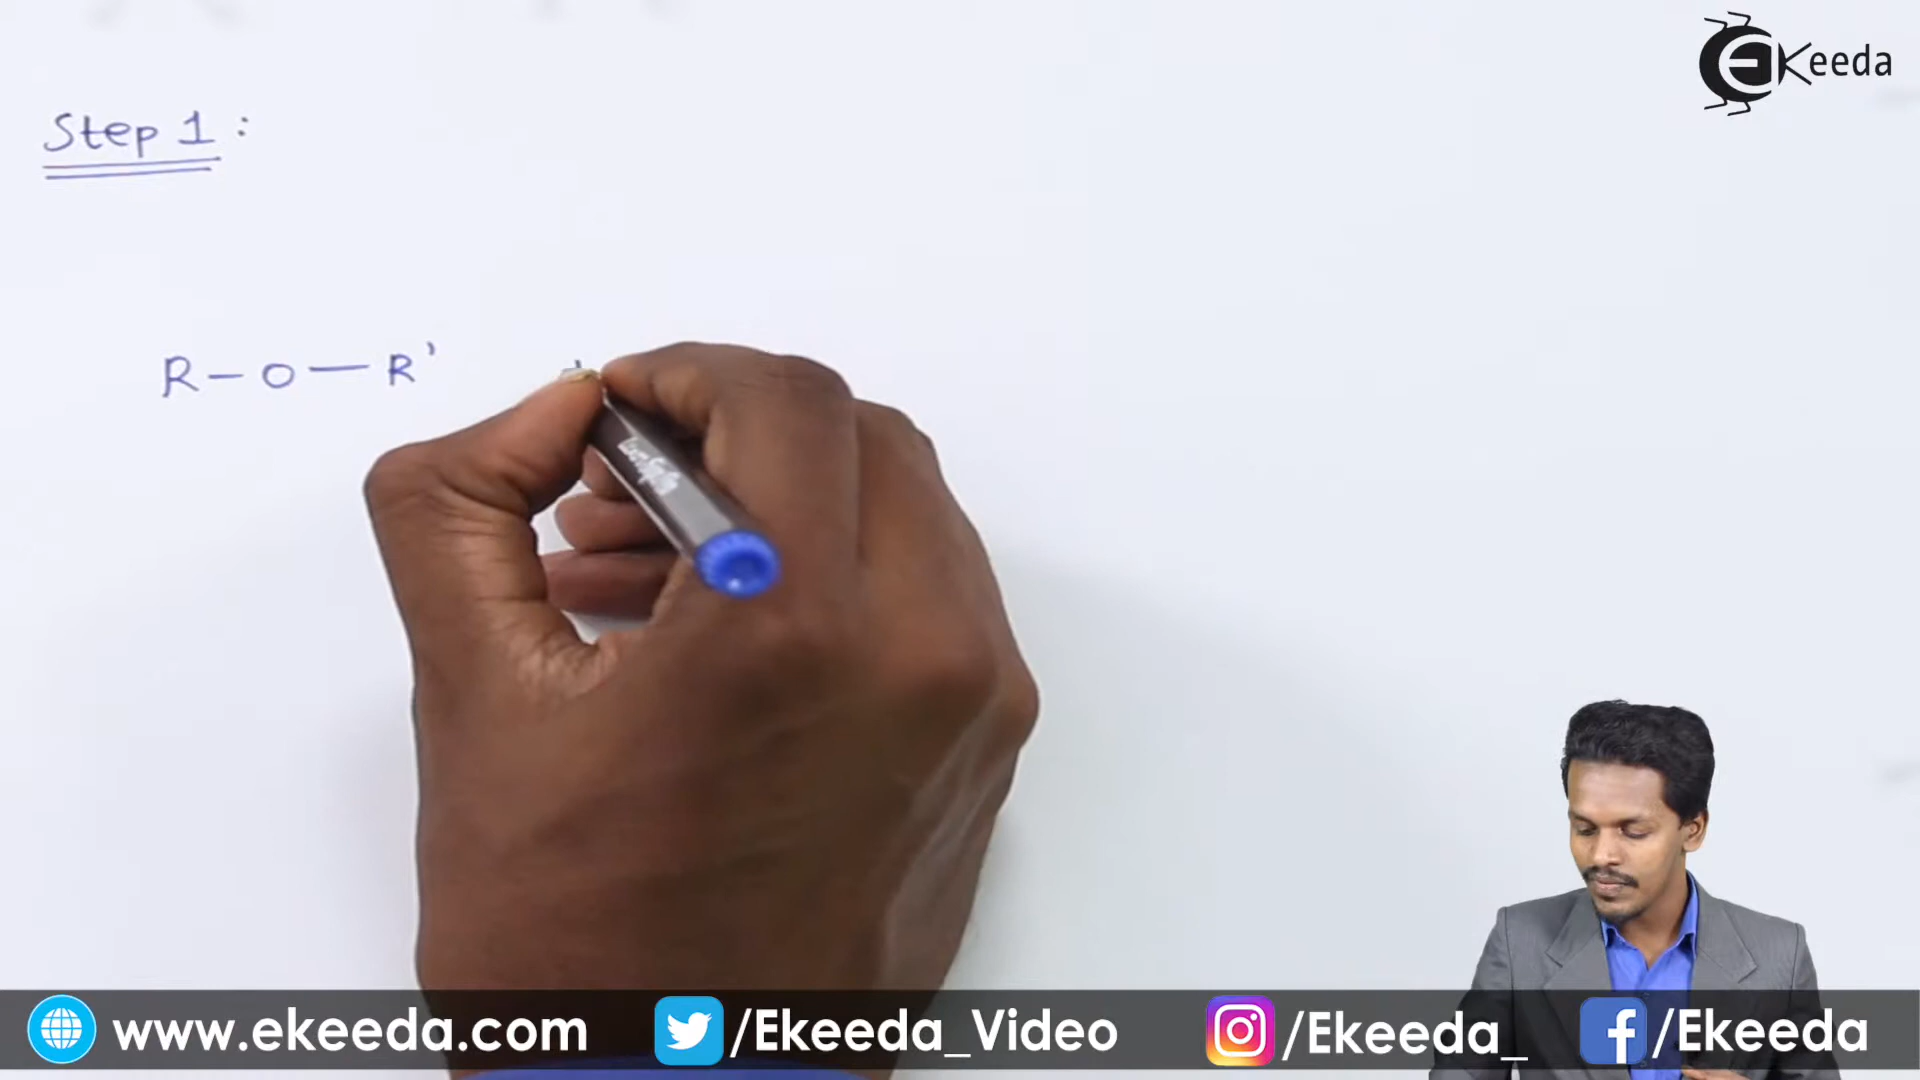 Ekeeda
Step 1 :
R - O - R' +
www.ekeeda.com /Ekeeda_Video /Ekeeda_ /Ekeeda